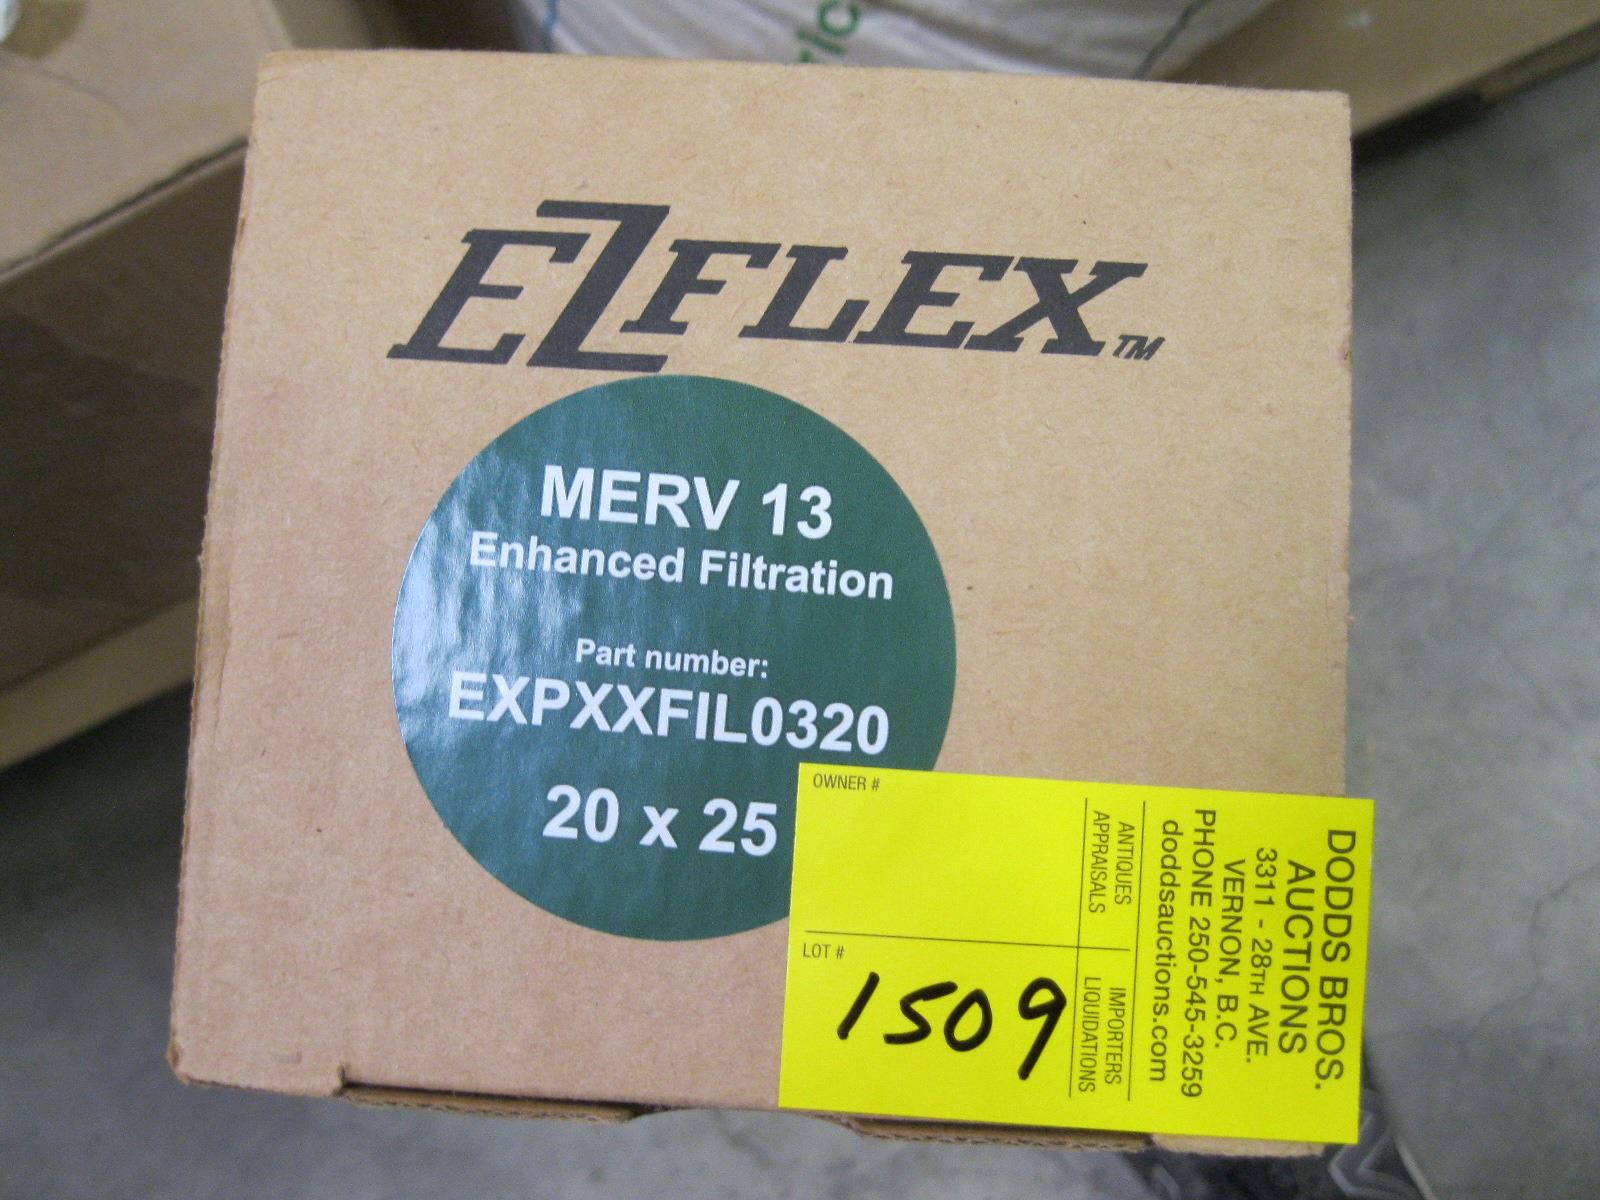 EZFLEX™
MERV 13
Enhanced Filtration
Part number:
EXPXXFIL0320
20 x 25
OWNER #
LOT #
1509
ANTIQUES
APPRAISALS
IMPORTERS
LIQUIDATIONS
DODDS BROS.
AUCTIONS
3311 - 28TH AVE.
VERNON, B.C.
PHONE 250-545-3259
doddsauctions.com